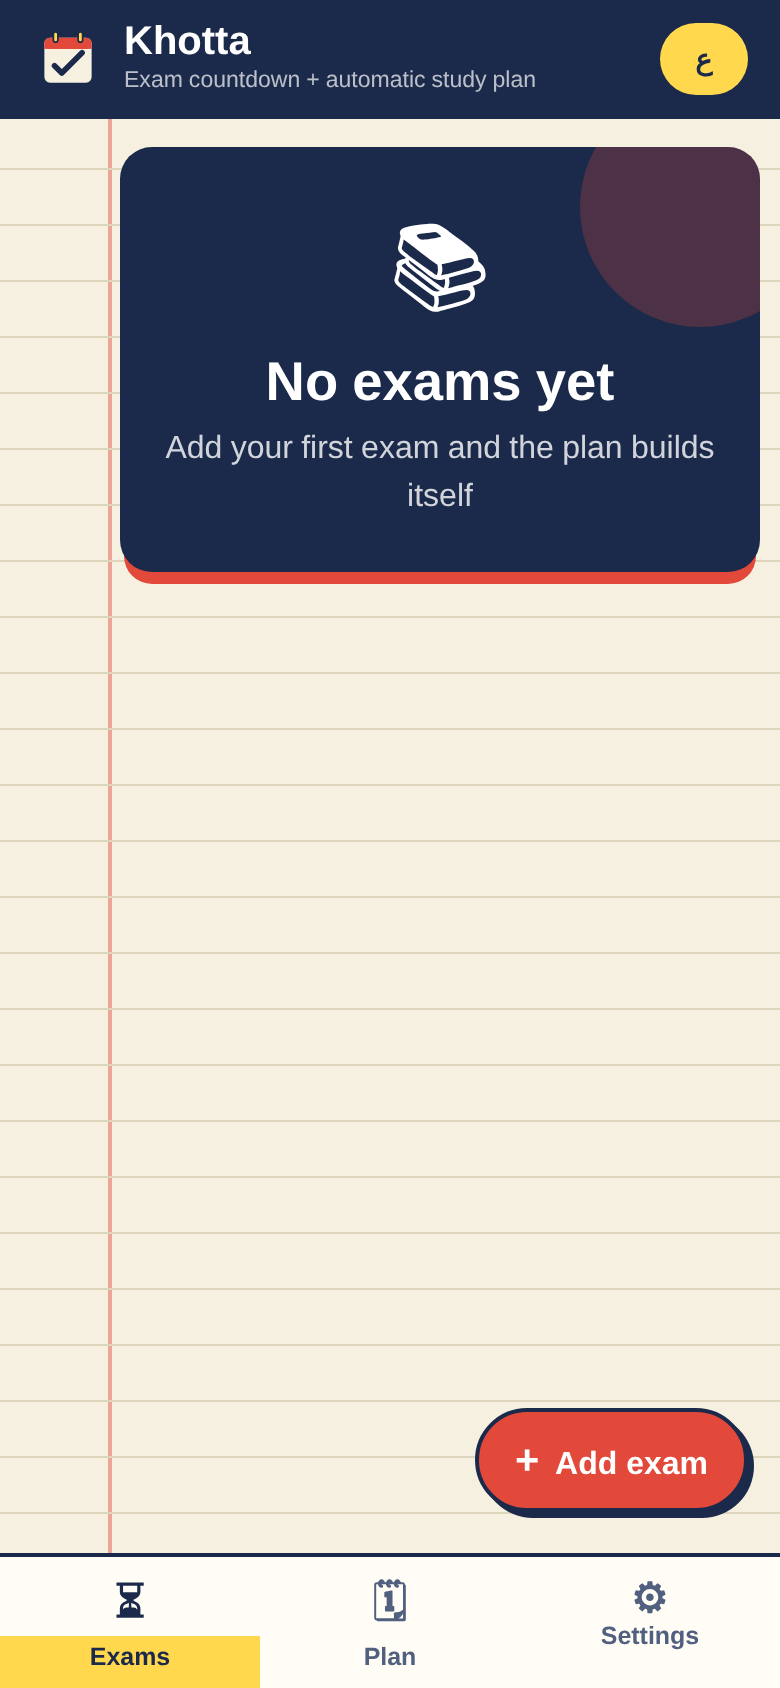 Khotta
Exam countdown + automatic study plan
ع
No exams yet
Add your first exam and the plan builds
itself
+ Add exam
1
Exams
Plan
Settings